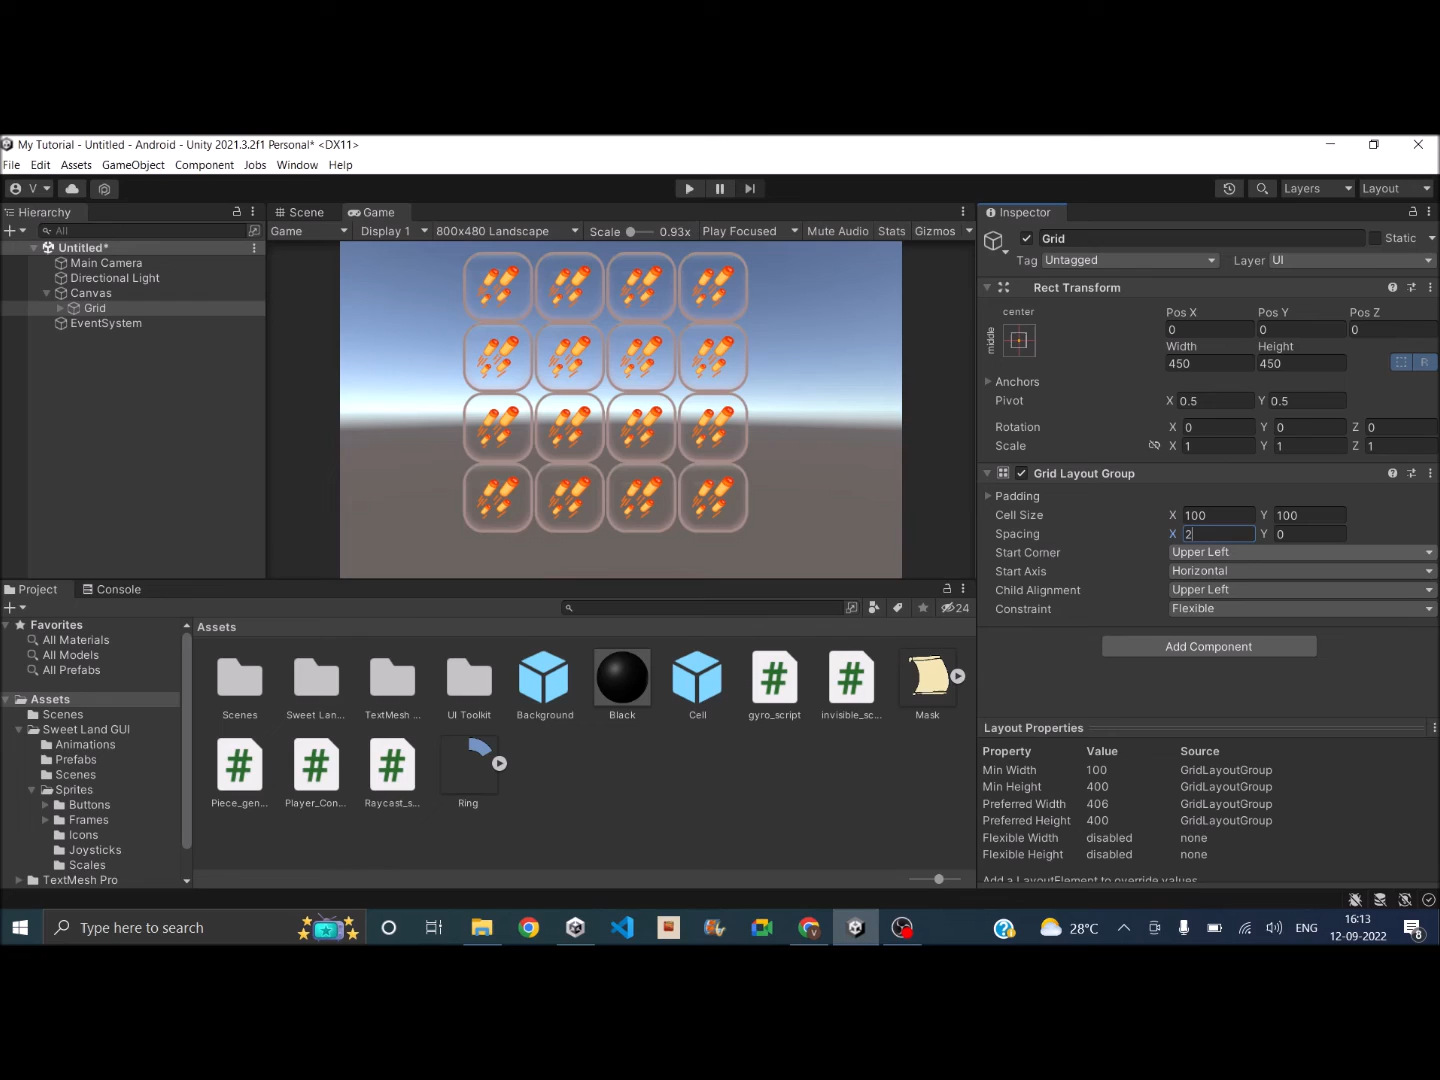 My Tutorial - Untitled - Android - Unity 2021.3.2f1 Personal* <DX11>
File Edit Assets GameObject Component Jobs Window Help
V Layers Layout
Hierarchy
All
Untitled*
Main Camera
Directional Light
Canvas
Grid
EventSystem
Scene Game
Game Display 1 800x480 Landscape Scale 0.93x Play Focused Mute Audio Stats Gizmos
Inspector
Grid Static
Tag Untagged Layer UI
Rect Transform
center
middle
Pos X Pos Y Pos Z
0 0 0
Width Height
450 450 R
Anchors
Pivot X 0.5 Y 0.5
Rotation X 0 Y 0 Z 0
Scale X 1 Y 1 Z 1
Grid Layout Group
Padding
Cell Size X 100 Y 100
Spacing X 2 Y 0
Start Corner Upper Left
Start Axis Horizontal
Child Alignment Upper Left
Constraint Flexible
Add Component
Layout Properties
Property Value Source
Min Width 100 GridLayoutGroup
Min Height 400 GridLayoutGroup
Preferred Width 406 GridLayoutGroup
Preferred Height 400 GridLayoutGroup
Flexible Width disabled none
Flexible Height disabled none
Add a LayoutElement to override values
Project Console
24
Favorites
All Materials
All Models
All Prefabs
Assets
Scenes
Sweet Land GUI
Animations
Prefabs
Scenes
Sprites
Buttons
Frames
Icons
Joysticks
Scales
TextMesh Pro
Assets
Scenes Sweet Lan... TextMesh ... UI Toolkit Background Black Cell gyro_script invisible_sc... Mask
Piece_gen... Player_Con... Raycast_s... Ring
Type here to search
28°C ENG
16:13
12-09-2022
8